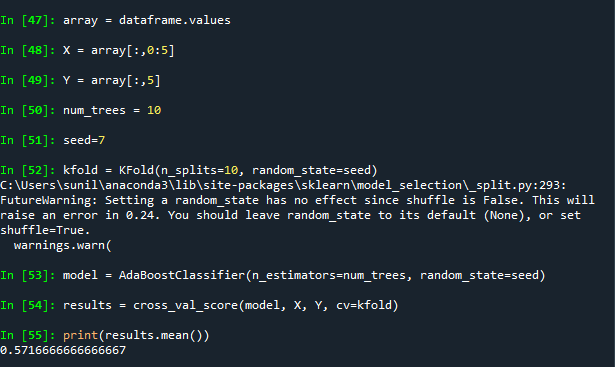 In [47]: array = dataframe.values
In [48]: X = array[:,0:5]
In [49]: Y = array[:,5]
In [50]: num_trees = 10
In [51]: seed=7
In [52]: kfold = KFold(n_splits=10, random_state=seed)
C:\Users\sunil\anaconda3\lib\site-packages\sklearn\model_selection\_split.py:293:
FutureWarning: Setting a random_state has no effect since shuffle is False. This will
raise an error in 0.24. You should leave random_state to its default (None), or set
shuffle=True.
  warnings.warn(
In [53]: model = AdaBoostClassifier(n_estimators=num_trees, random_state=seed)
In [54]: results = cross_val_score(model, X, Y, cv=kfold)
In [55]: print(results.mean())
0.5716666666666667